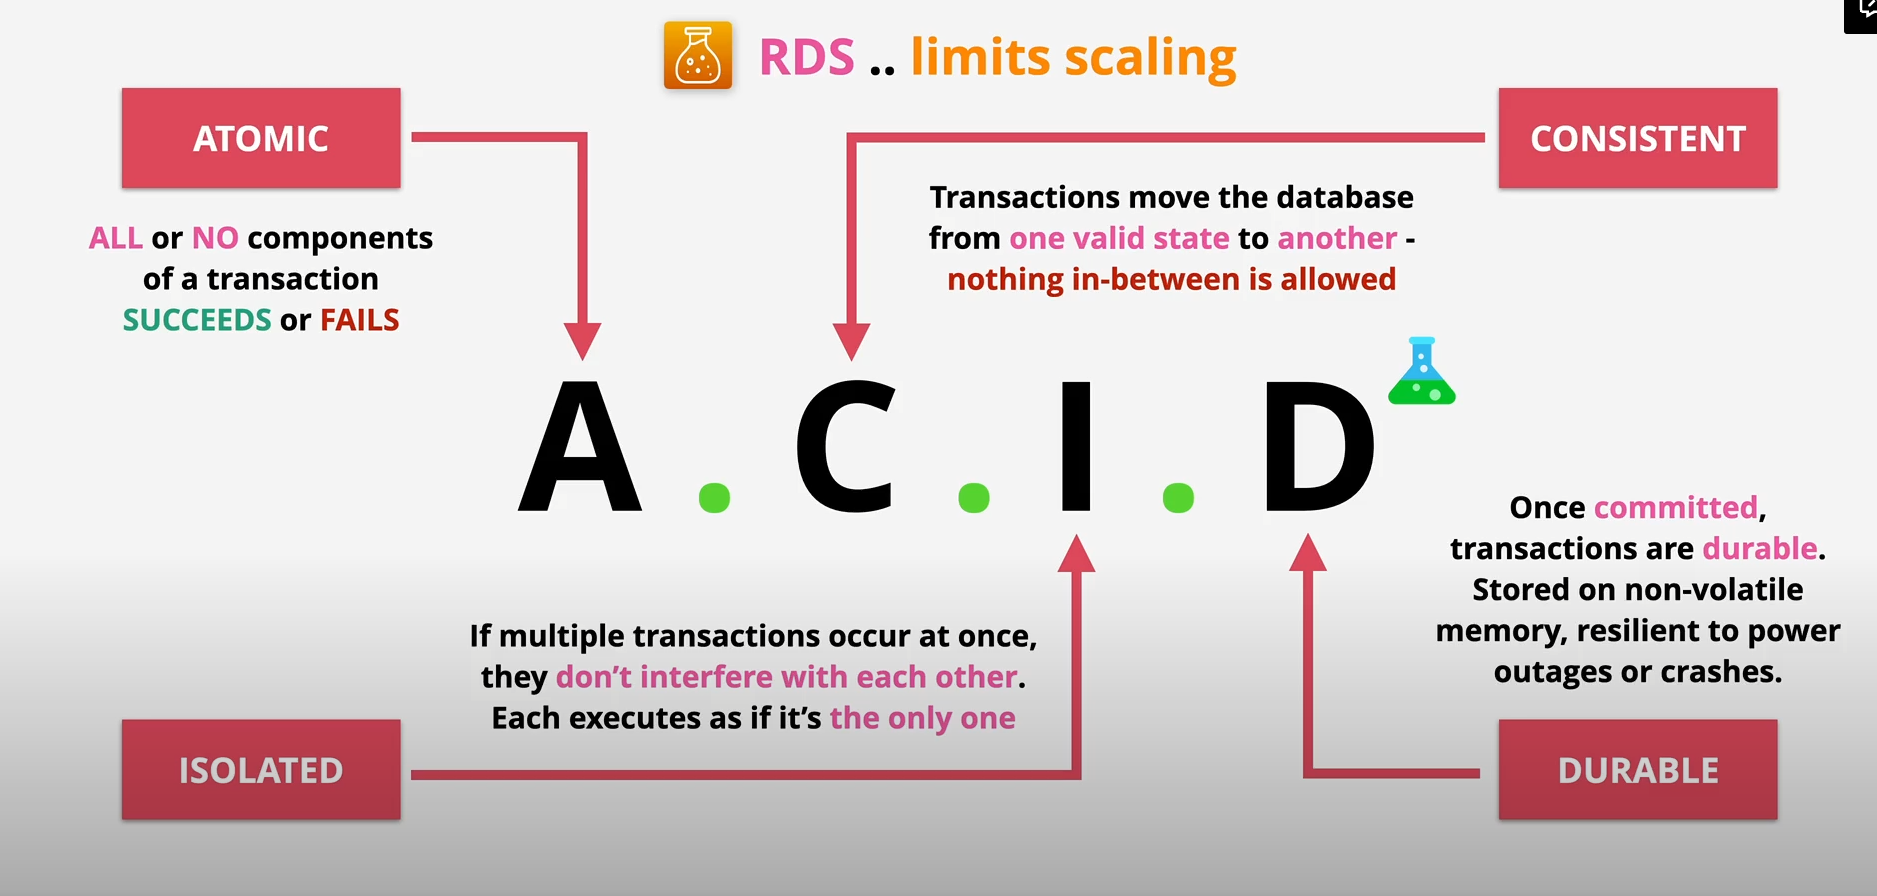 RDS .. limits scaling
ATOMIC
ALL or NO components
of a transaction
SUCCEEDS or FAILS
CONSISTENT
Transactions move the database
from one valid state to another -
nothing in-between is allowed
A . C . I . D
If multiple transactions occur at once,
they don’t interfere with each other.
Each executes as if it’s the only one
ISOLATED
Once committed,
transactions are durable.
Stored on non-volatile
memory, resilient to power
outages or crashes.
DURABLE